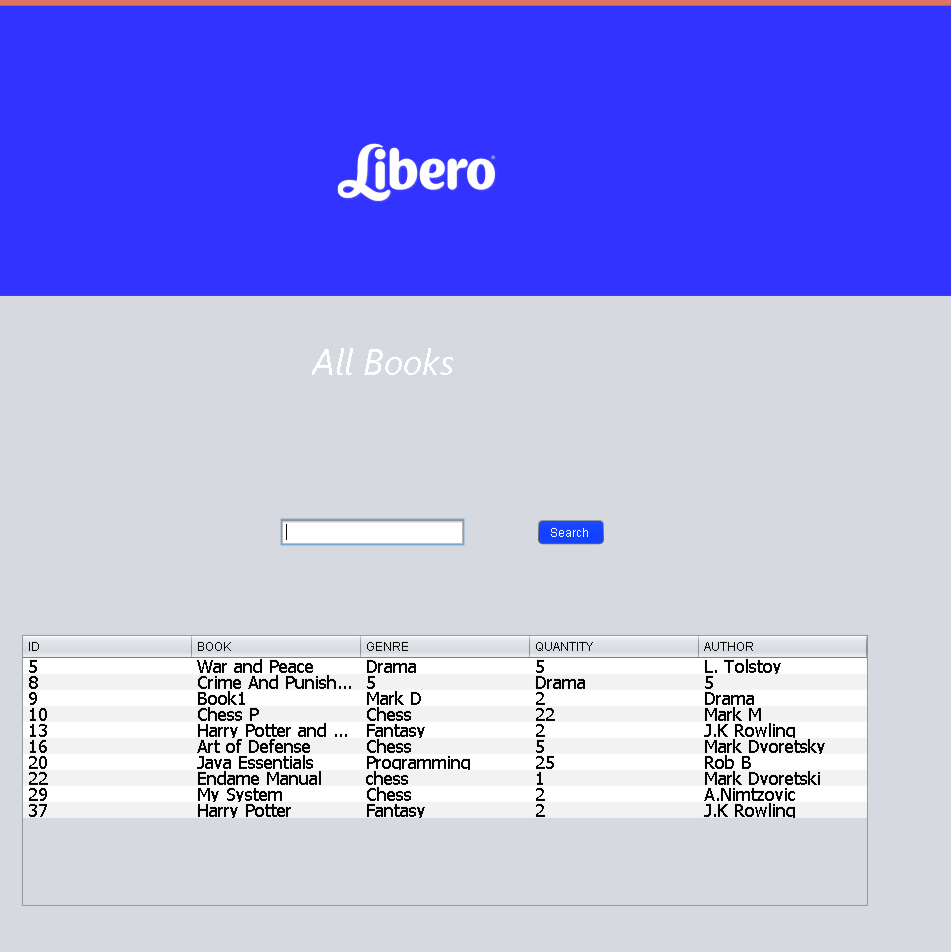 Libero
All Books
Search
ID BOOK GENRE QUANTITY AUTHOR
5 War and Peace Drama 5 L. Tolstoy
8 Crime And Punish... 5 Drama 5
9 Book1 Mark D 2 Drama
10 Chess P Chess 22 Mark M
13 Harry Potter and ... Fantasy 2 J.K Rowling
16 Art of Defense Chess 5 Mark Dvoretsky
20 Java Essentials Programming 25 Rob B
22 Endame Manual chess 1 Mark Dvoretski
29 My System Chess 2 A.Nimtzovic
37 Harry Potter Fantasy 2 J.K Rowling